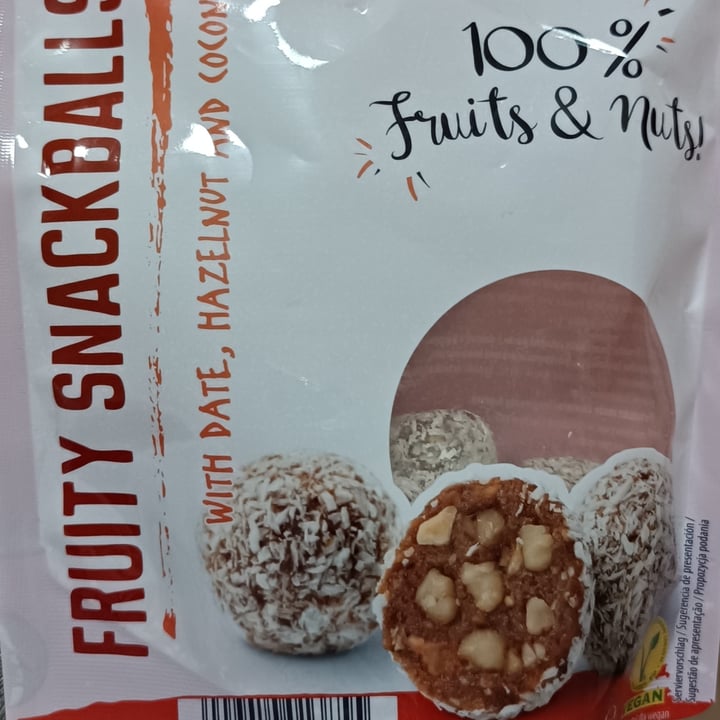 100%
Fruits & Nuts!
FRUITY SNACKBALLS
WITH DATE, HAZELNUT AND COCON
Serviervorschlag / Sugerencia de presentación /
Sugestão de apresentação / Propozycja podania
VEGAN